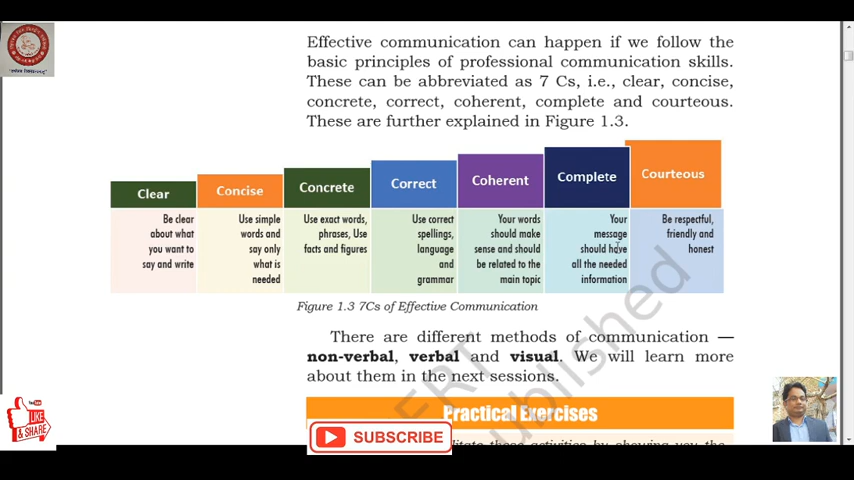 Effective communication can happen if we follow the
basic principles of professional communication skills.
These can be abbreviated as 7 Cs, i.e., clear, concise,
concrete, correct, coherent, complete and courteous.
These are further explained in Figure 1.3.
Clear
Be clear
about what
you want to
say and write
Concise
Use simple
words and
say only
what is
needed
Concrete
Use exact words,
phrases, Use
facts and figures
Correct
Use correct
spellings,
language
and
grammar
Coherent
Your words
should make
sense and should
be related to the
main topic
Complete
Your
message
should have
all the needed
information
Courteous
Be respectful,
friendly and
honest
Figure 1.3 7Cs of Effective Communication
There are different methods of communication —
non-verbal, verbal and visual. We will learn more
about them in the next sessions.
Practical Exercises
SUBSCRIBE
these activities by showing you the
LIKE
& SHARE